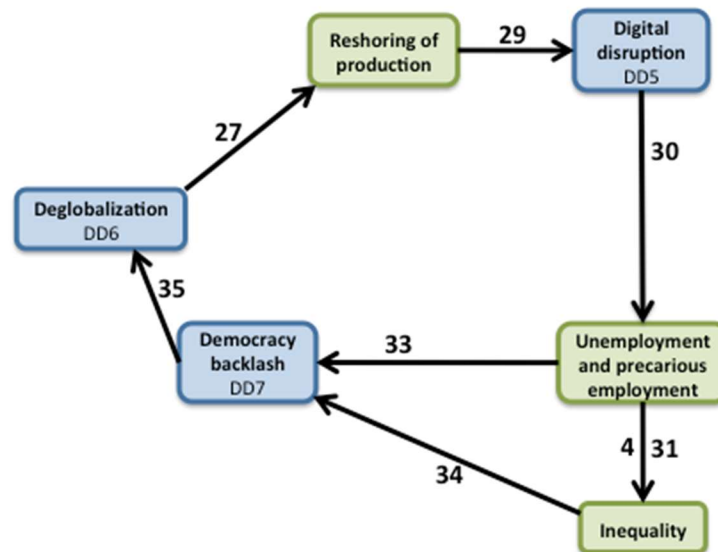 Reshoring of
production
29
Digital
disruption
DD5
27
30
Deglobalization
DD6
35
Democracy
backlash
DD7
33
Unemployment
and precarious
employment
4 31
34
Inequality